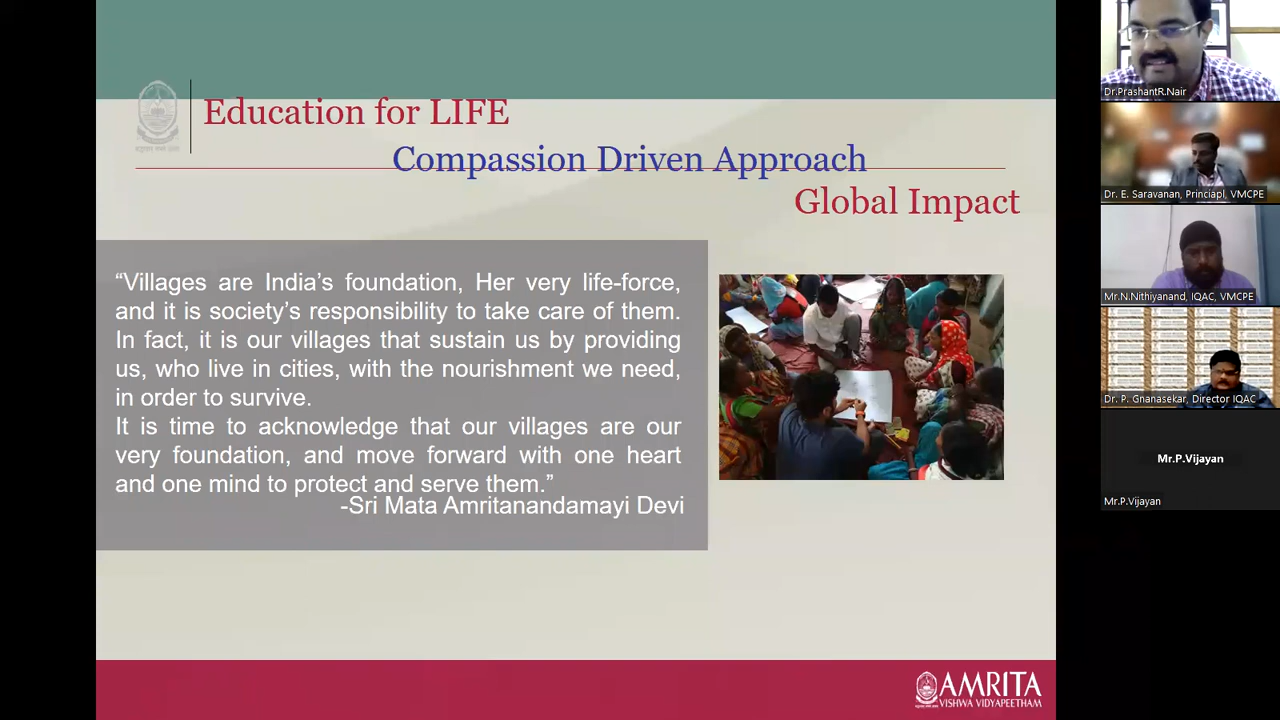 Education for LIFE
Compassion Driven Approach
Global Impact
“Villages are India’s foundation, Her very life-force,
and it is society’s responsibility to take care of them.
In fact, it is our villages that sustain us by providing
us, who live in cities, with the nourishment we need,
in order to survive.
It is time to acknowledge that our villages are our
very foundation, and move forward with one heart
and one mind to protect and serve them.”
-Sri Mata Amritanandamayi Devi
AMRITA
VISHWA VIDYAPEETHAM
Dr.PrashantR.Nair
Dr. E. Saravanan, Princiapl, VMCPE
Mr.N.Nithiyanand, IQAC, VMCPE
Dr. P. Gnanasekar, Director IQAC
Mr.P.Vijayan
Mr.P.Vijayan